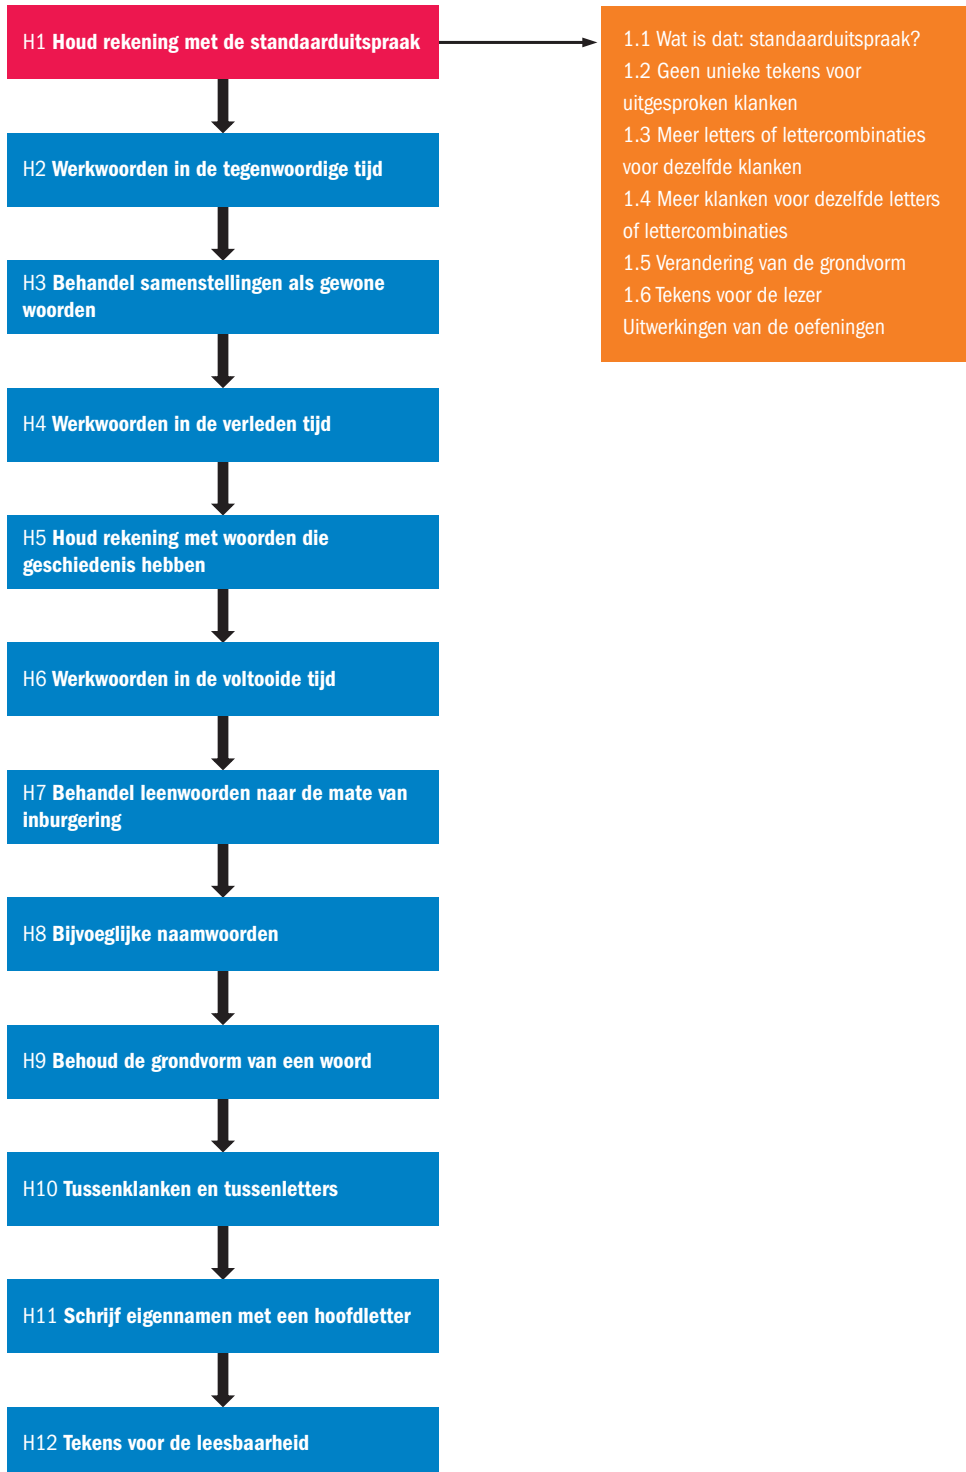 H1 Houd rekening met de standaarduitspraak
1.1 Wat is dat: standaarduitspraak?
1.2 Geen unieke tekens voor
uitgesproken klanken
1.3 Meer letters of lettercombinaties
voor dezelfde klanken
1.4 Meer klanken voor dezelfde letters
of lettercombinaties
1.5 Verandering van de grondvorm
1.6 Tekens voor de lezer
Uitwerkingen van de oefeningen
H2 Werkwoorden in de tegenwoordige tijd
H3 Behandel samenstellingen als gewone
woorden
H4 Werkwoorden in de verleden tijd
H5 Houd rekening met woorden die
geschiedenis hebben
H6 Werkwoorden in de voltooide tijd
H7 Behandel leenwoorden naar de mate van
inburgering
H8 Bijvoeglijke naamwoorden
H9 Behoud de grondvorm van een woord
H10 Tussenklanken en tussenletters
H11 Schrijf eigennamen met een hoofdletter
H12 Tekens voor de leesbaarheid